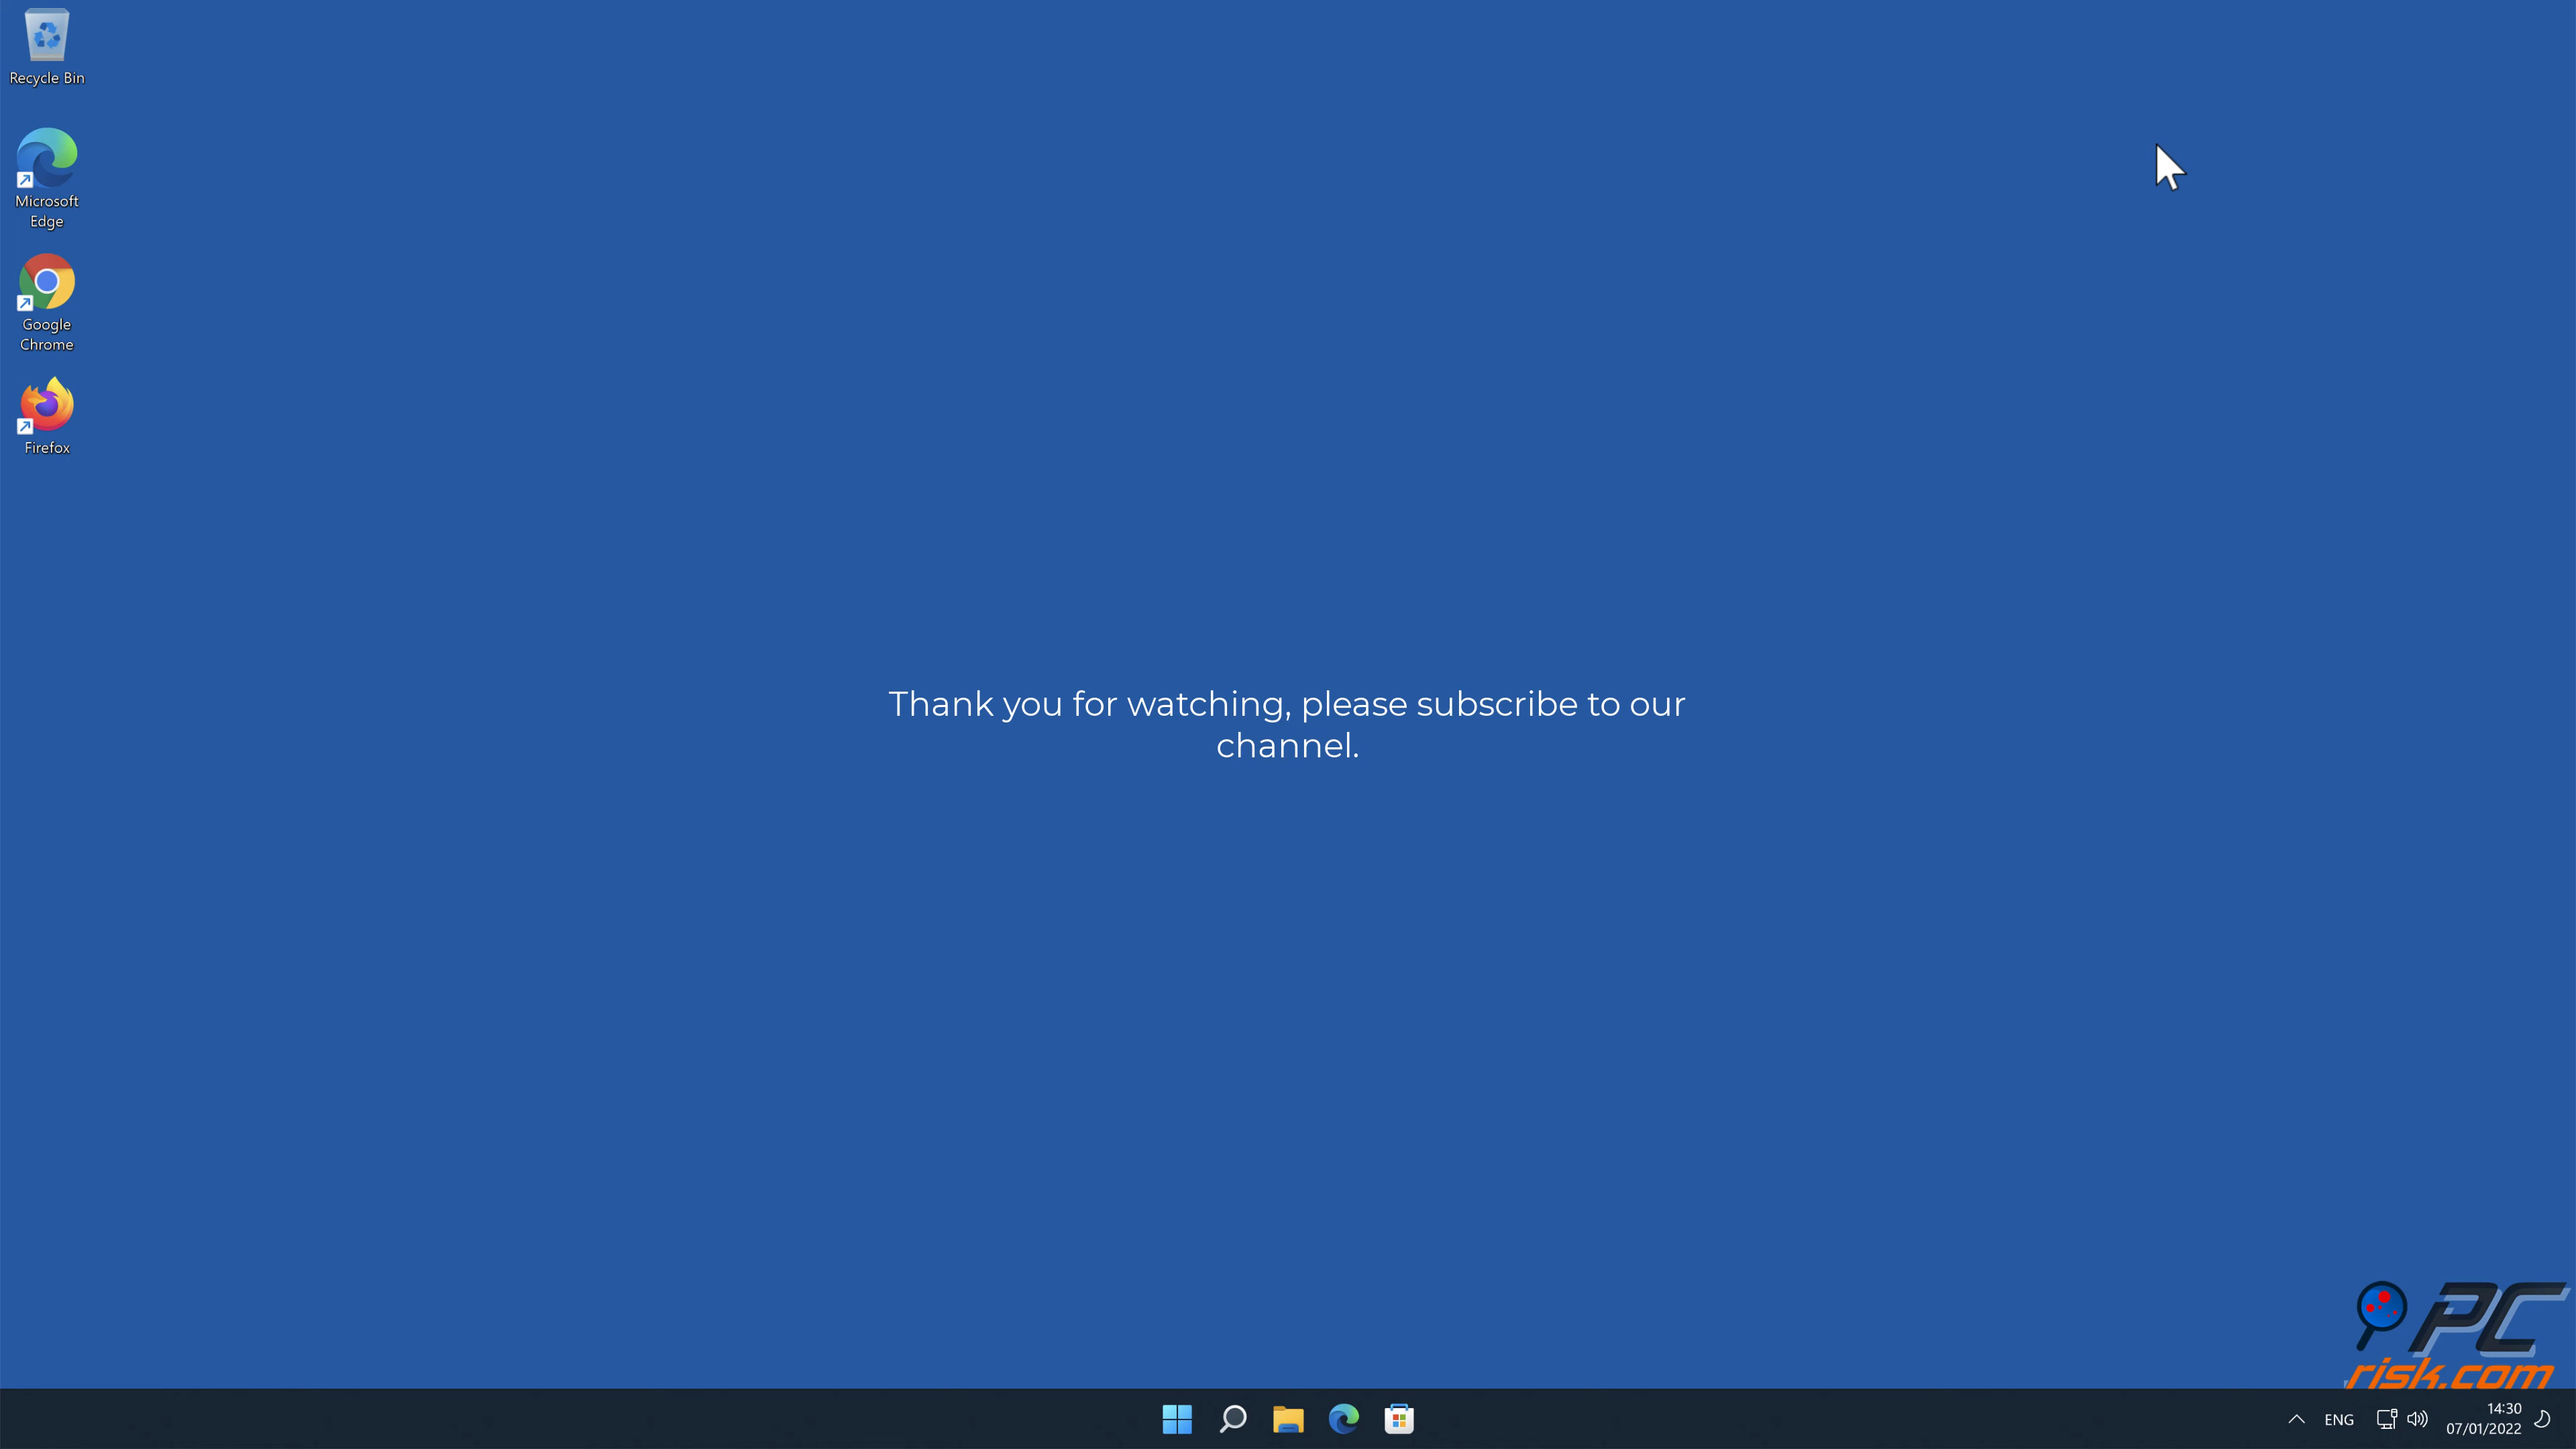 Recycle Bin
Microsoft
Edge
Google
Chrome
Firefox
Thank you for watching, please subscribe to our
channel.
PC
risk.com
ENG
14:30
07/01/2022